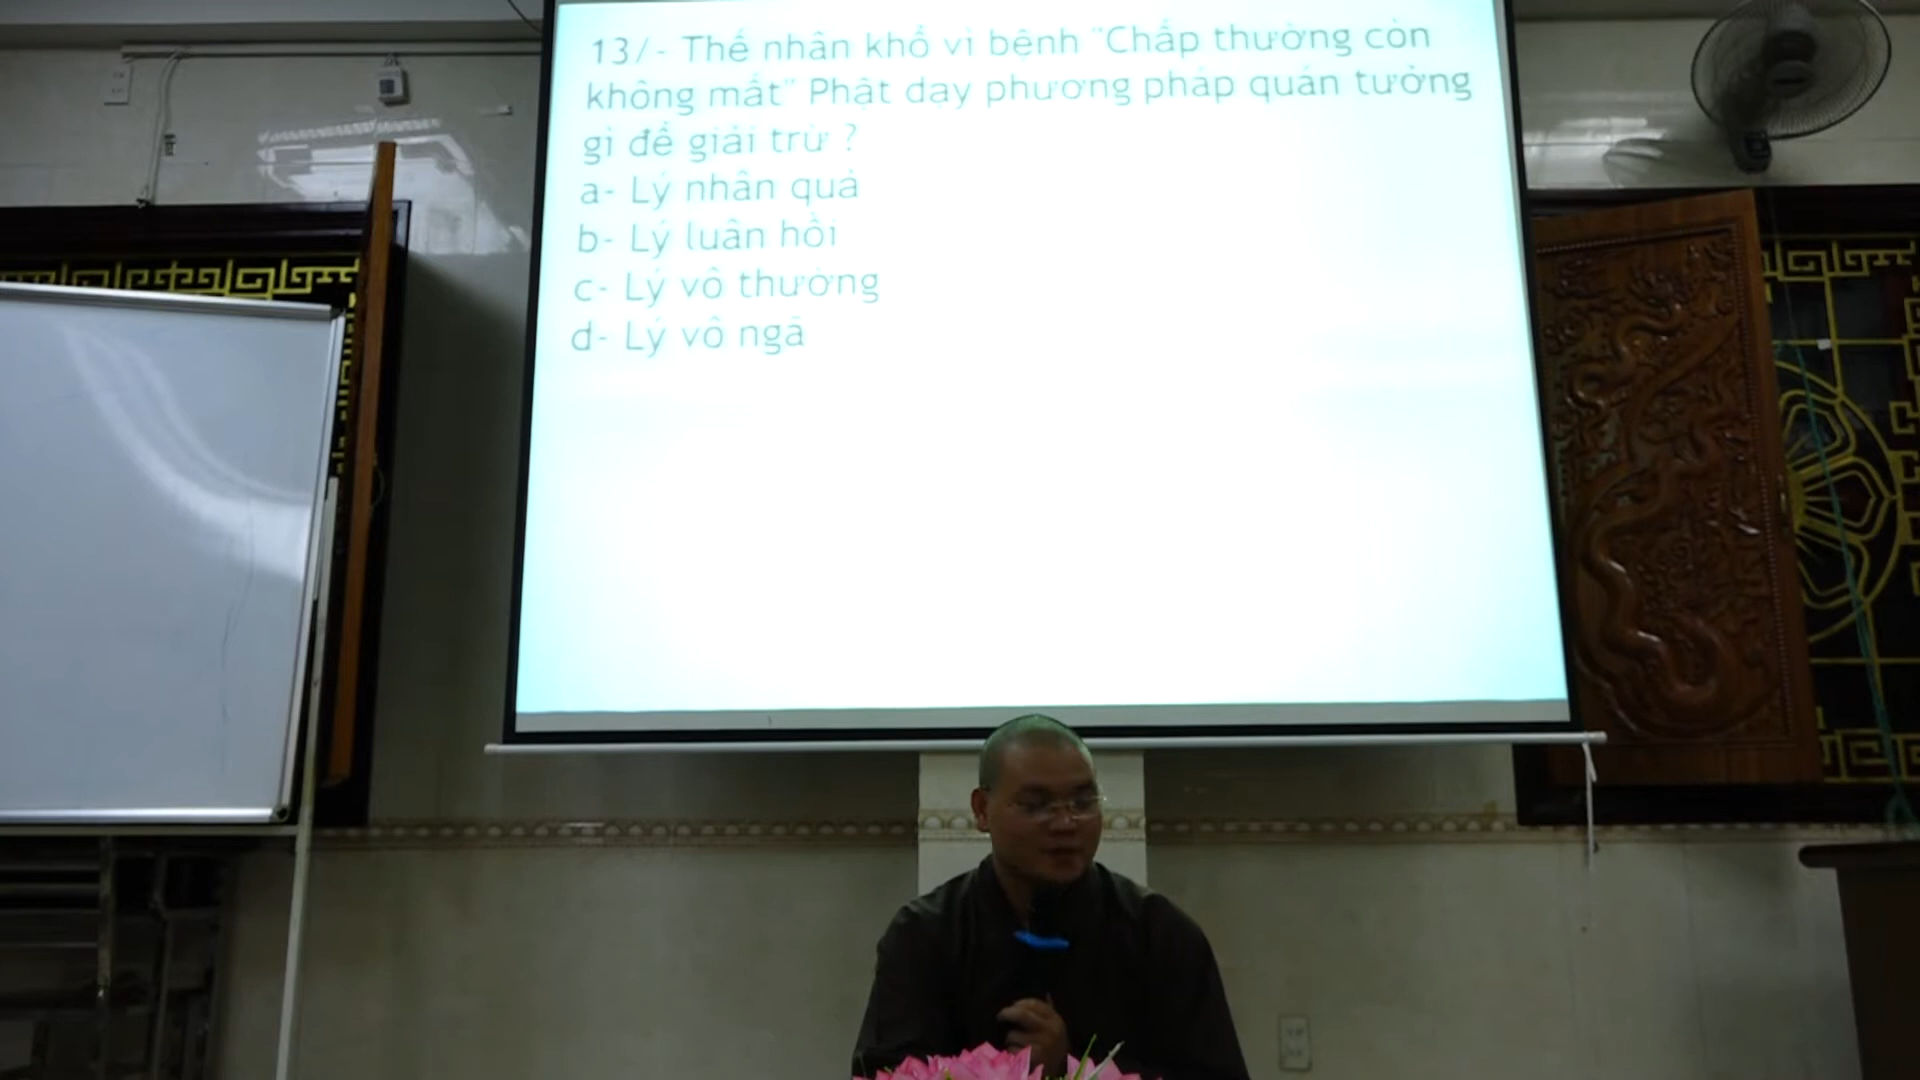 13/- Thế nhân khổ vì bệnh "Chấp thường còn
không mất" Phật dạy phương pháp quán tưởng
gì để giải trừ ?
a- Lý nhân quả
b- Lý luân hồi
c- Lý vô thường
d- Lý vô ngã